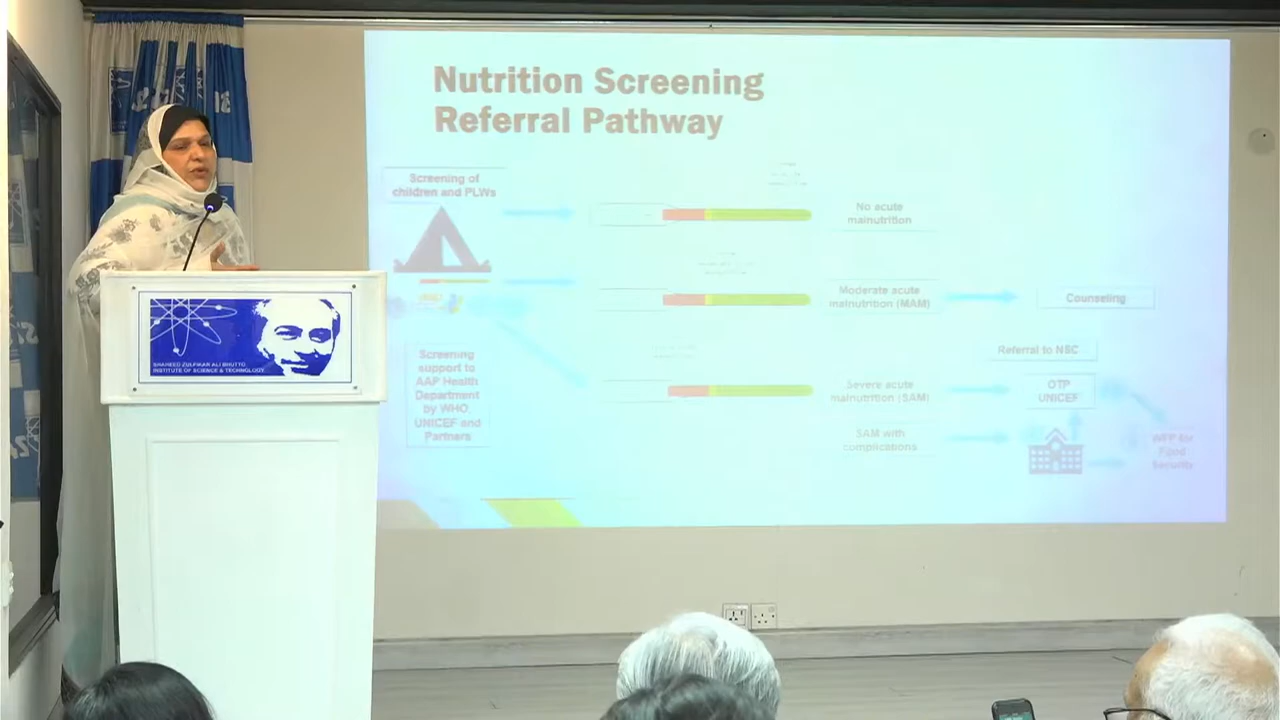 Nutrition Screening
Referral Pathway
Screening of
children and PLWs
No acute
malnutrition
Moderate acute
malnutrition (MAM)
Counseling
Referral to NSC
Screening
support to
AAP Health
Department
by WHO
UNICEF and
Partners
Severe acute
malnutrition (SAM)
OTP
UNICEF
SAM with
complications
WFP for
Food
Security
SHAHEED ZULFIKAR ALI BHUTTO
INSTITUTE OF SCIENCE & TECHNOLOGY